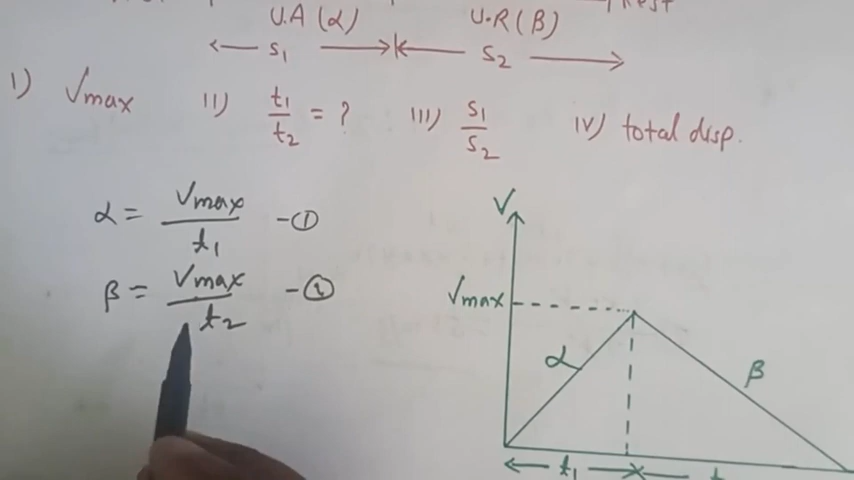 Rest
U.A (α) U.R (β)
S₁ S₂
I) Vmax II) t₁/t₂ = ? III) S₁/S₂ IV) total disp.
α = Vmax/t₁ -①
β = Vmax/t₂ -②
V
Vmax
α β
t₁